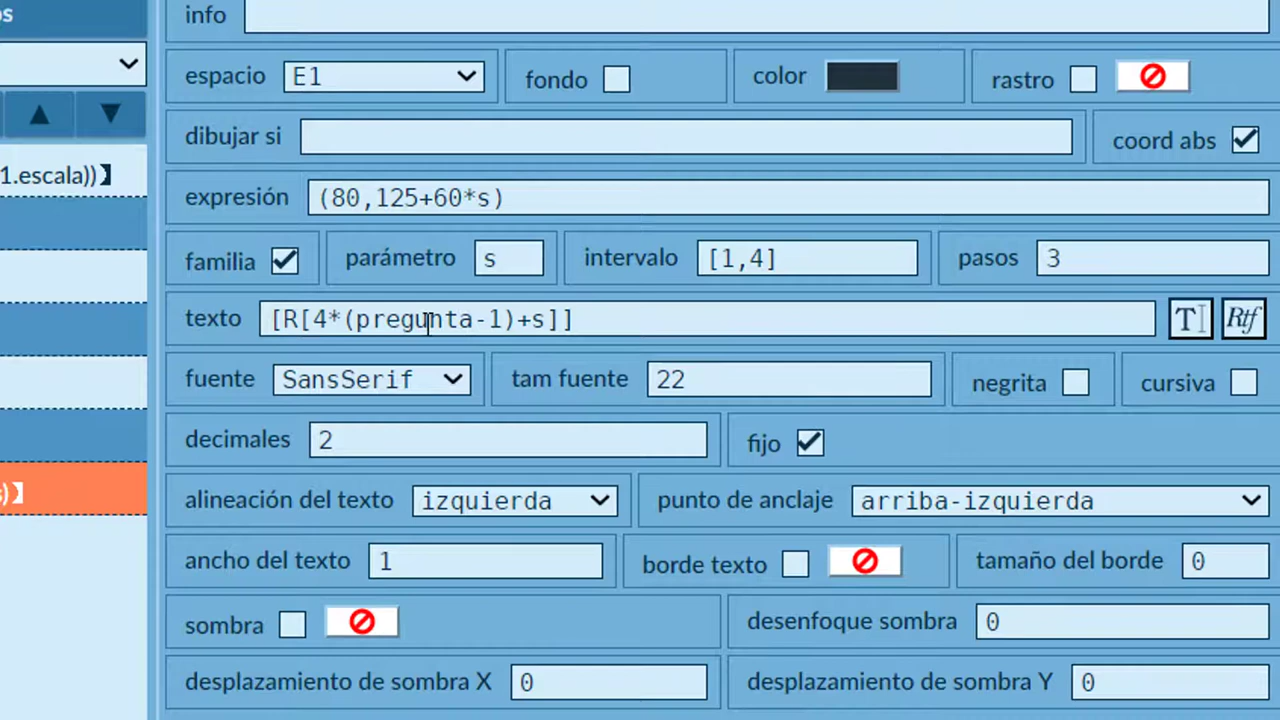 os
info
espacio E1 fondo color rastro
dibujar si coord abs
1.escala))】
expresión (80,125+60*s)
familia parámetro s intervalo [1,4] pasos 3
texto [R[4*(pregunta-1)+s]] T Rtf
fuente SansSerif tam fuente 22 negrita cursiva
decimales 2 fijo
s)】
alineación del texto izquierda punto de anclaje arriba-izquierda
ancho del texto 1 borde texto tamaño del borde 0
sombra desenfoque sombra 0
desplazamiento de sombra X 0 desplazamiento de sombra Y 0